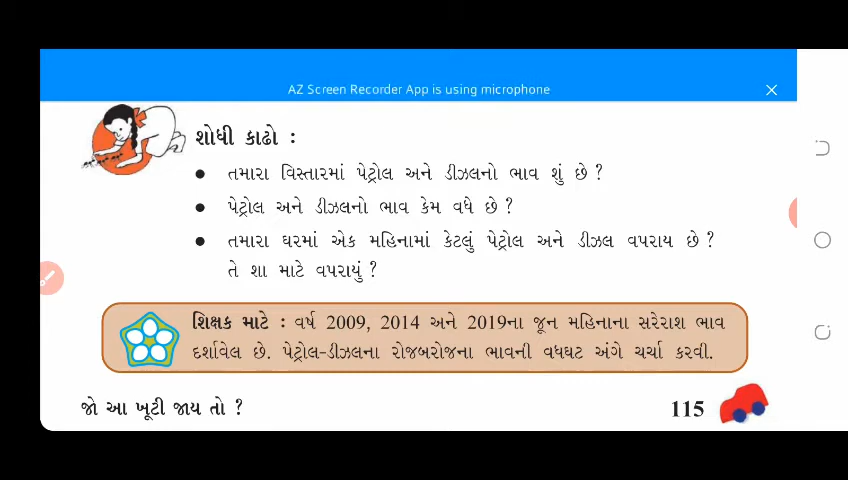 AZ Screen Recorder App is using microphone
શોધી કાઢો :
• તમારા વિસ્તારમાં પેટ્રોલ અને ડીઝલનો ભાવ શું છે ?
• પેટ્રોલ અને ડીઝલનો ભાવ કેમ વધે છે ?
• તમારા ઘરમાં એક મહિનામાં કેટલું પેટ્રોલ અને ડીઝલ વપરાય છે ?
તે શા માટે વપરાયું ?
શિક્ષક માટે : વર્ષ 2009, 2014 અને 2019ના જૂન મહિનાના સરેરાશ ભાવ
દર્શાવેલ છે. પેટ્રોલ-ડીઝલના રોજબરોજના ભાવની વધઘટ અંગે ચર્ચા કરવી.
જો આ ખૂટી જાય તો ?
115